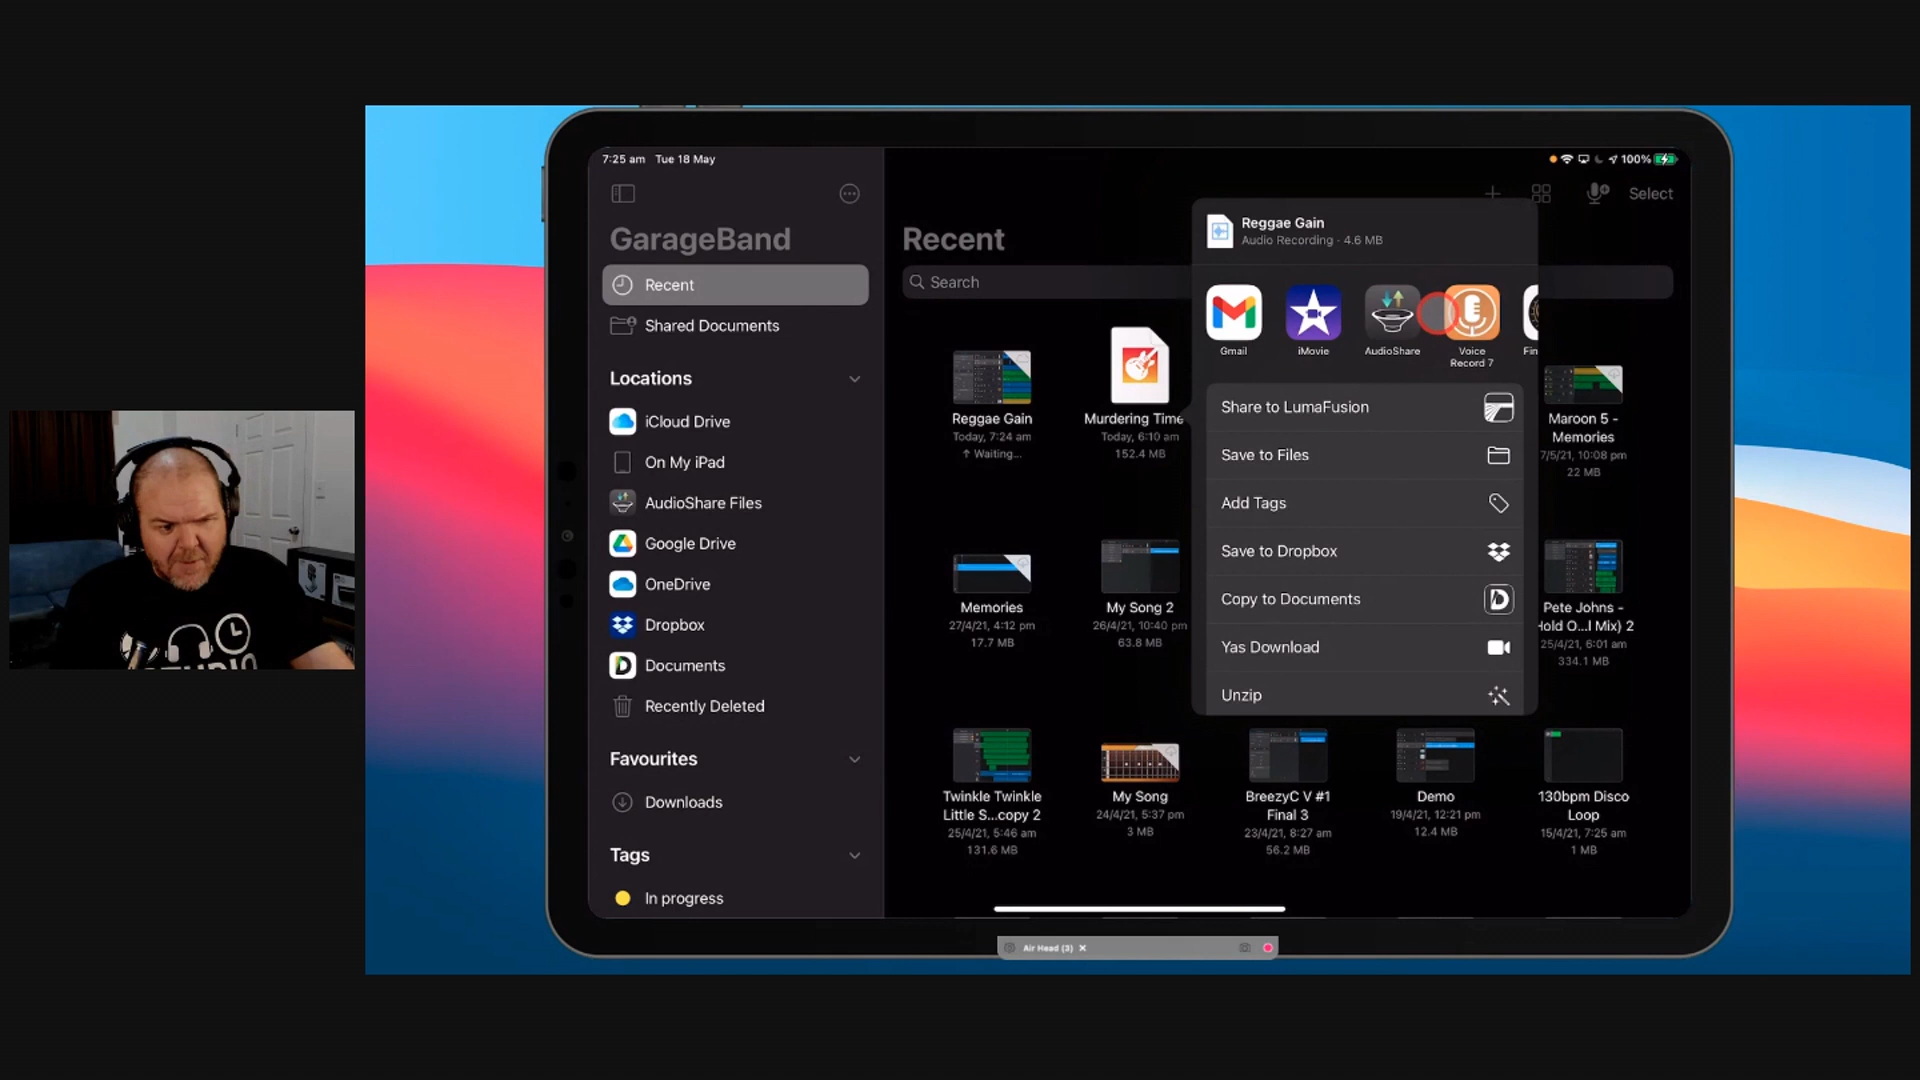 7:25 am Tue 18 May
100%
GarageBand
Recent
Shared Documents
Locations
iCloud Drive
On My iPad
AudioShare Files
Google Drive
OneDrive
Dropbox
Documents
Recently Deleted
Favourites
Downloads
Tags
In progress
Select
Recent
Search
Reggae Gain
Audio Recording · 4.6 MB
Gmail
iMovie
AudioShare
Voice
Record 7
Fin
Share to LumaFusion
Save to Files
Add Tags
Save to Dropbox
Copy to Documents
Yas Download
Unzip
Reggae Gain
Today, 7:24 am
↑ Waiting...
Murdering Time
Today, 6:10 am
152.4 MB
Maroon 5 -
Memories
7/5/21, 10:08 pm
22 MB
Memories
27/4/21, 4:12 pm
17.7 MB
My Song 2
26/4/21, 10:40 pm
63.8 MB
Pete Johns -
Hold O...l Mix) 2
25/4/21, 6:01 am
334.1 MB
Twinkle Twinkle
Little S...copy 2
25/4/21, 5:46 am
131.6 MB
My Song
24/4/21, 5:37 pm
3 MB
BreezyC V #1
Final 3
23/4/21, 8:27 am
56.2 MB
Demo
19/4/21, 12:21 pm
12.4 MB
130bpm Disco
Loop
15/4/21, 7:25 am
1 MB
Air Head (3)